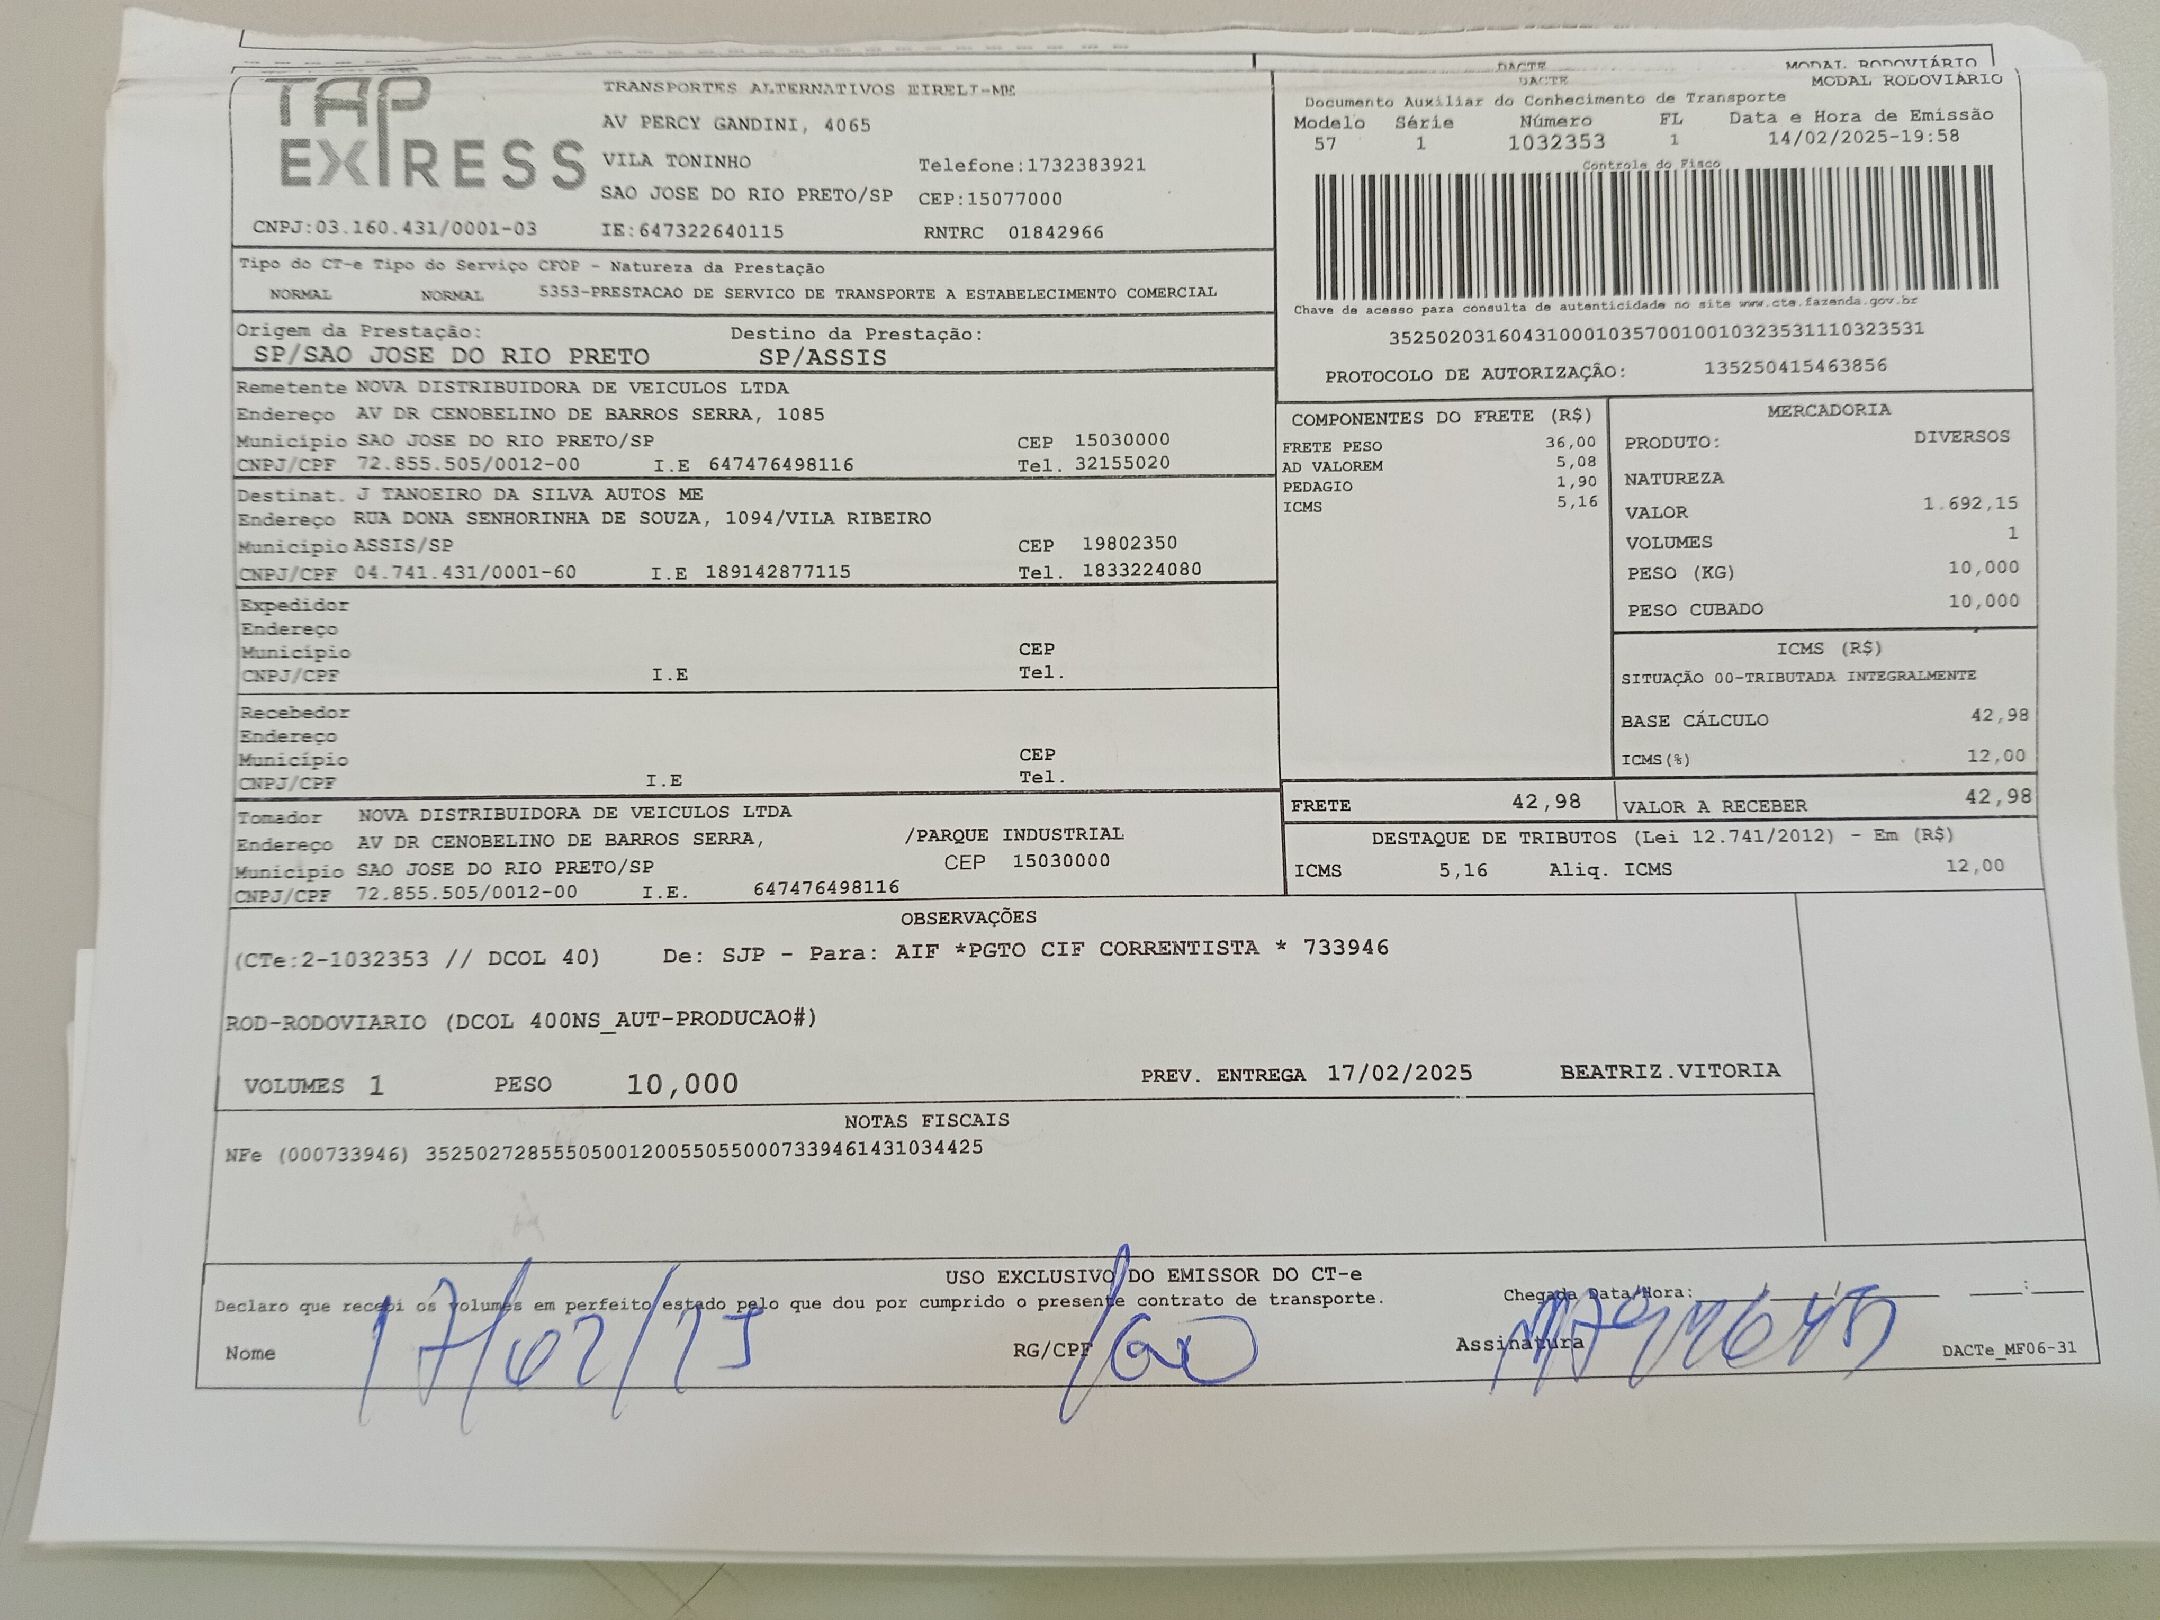 DACTE MODAL RODOVIÁRIO
DACTE MODAL RODOVIÁRIO
TAP EXPRESS
TRANSPORTES ALTERNATIVOS EIRELI-ME
AV PERCY GANDINI, 4065
VILA TONINHO Telefone:1732383921
SAO JOSE DO RIO PRETO/SP CEP:15077000
CNPJ:03.160.431/0001-03 IE:647322640115 RNTRC 01842966
Documento Auxiliar do Conhecimento de Transporte
Modelo Série Número FL Data e Hora de Emissão
57 1 1032353 1 14/02/2025-19:58
Controle do Fisco
Chave de acesso para consulta de autenticidade no site www.cte.fazenda.gov.br
35250203160431000103570010010323531110323531
PROTOCOLO DE AUTORIZAÇÃO: 135250415463856
Tipo do CT-e Tipo do Serviço CFOP - Natureza da Prestação
NORMAL NORMAL 5353-PRESTACAO DE SERVICO DE TRANSPORTE A ESTABELECIMENTO COMERCIAL
Origem da Prestação: Destino da Prestação:
SP/SAO JOSE DO RIO PRETO SP/ASSIS
Remetente NOVA DISTRIBUIDORA DE VEICULOS LTDA
Endereço AV DR CENOBELINO DE BARROS SERRA, 1085
Município SAO JOSE DO RIO PRETO/SP CEP 15030000
CNPJ/CPF 72.855.505/0012-00 I.E 647476498116 Tel. 32155020
Destinat. J TANOEIRO DA SILVA AUTOS ME
Endereço RUA DONA SENHORINHA DE SOUZA, 1094/VILA RIBEIRO
Município ASSIS/SP CEP 19802350
CNPJ/CPF 04.741.431/0001-60 I.E 189142877115 Tel. 1833224080
Expedidor
Endereço
Município CEP
CNPJ/CPF I.E Tel.
Recebedor
Endereço
Município CEP
CNPJ/CPF I.E Tel.
Tomador NOVA DISTRIBUIDORA DE VEICULOS LTDA
Endereço AV DR CENOBELINO DE BARROS SERRA, /PARQUE INDUSTRIAL
Município SAO JOSE DO RIO PRETO/SP CEP 15030000
CNPJ/CPF 72.855.505/0012-00 I.E. 647476498116
COMPONENTES DO FRETE (R$)
FRETE PESO 36,00
AD VALOREM 5,08
PEDAGIO 1,90
ICMS 5,16
MERCADORIA
PRODUTO: DIVERSOS
NATUREZA
VALOR 1.692,15
VOLUMES 1
PESO (KG) 10,000
PESO CUBADO 10,000
ICMS (R$)
SITUAÇÃO 00-TRIBUTADA INTEGRALMENTE
BASE CÁLCULO 42,98
ICMS(%) 12,00
FRETE 42,98 VALOR A RECEBER 42,98
DESTAQUE DE TRIBUTOS (Lei 12.741/2012) - Em (R$)
ICMS 5,16 Aliq. ICMS 12,00
OBSERVAÇÕES
(CTe:2-1032353 // DCOL 40) De: SJP - Para: AIF *PGTO CIF CORRENTISTA * 733946
ROD-RODOVIARIO (DCOL 400NS_AUT-PRODUCAO#)
VOLUMES 1 PESO 10,000 PREV. ENTREGA 17/02/2025 BEATRIZ.VITORIA
NOTAS FISCAIS
NFe (000733946) 35250272855505001200550550007339461431034425
USO EXCLUSIVO DO EMISSOR DO CT-e
Declaro que recebi os volumes em perfeito estado pelo que dou por cumprido o presente contrato de transporte. Chegada Data/Hora:____/____/____ ___:___
Nome 17/02/25 RG/CPF Assinatura DACTe_MF06-31